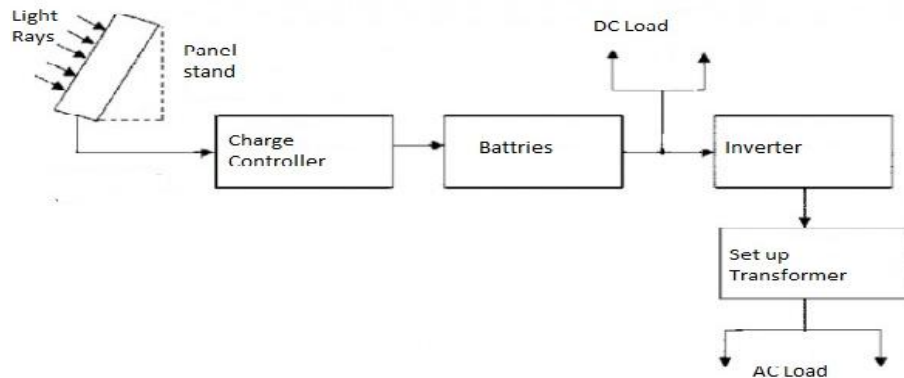 Light
Rays
Panel
stand
DC Load
Charge
Controller
Battries
Inverter
Set up
Transformer
AC Load